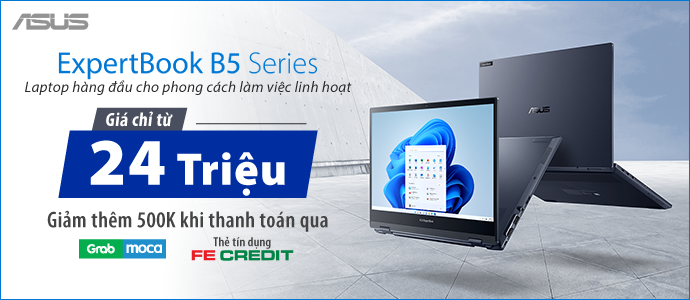 ASUS
ExpertBook B5 Series
Laptop hàng đầu cho phong cách làm việc linh hoạt
Giá chỉ từ
24 Triệu
Giảm thêm 500K khi thanh toán qua
Grab moca
Thẻ tín dụng
FE CREDIT
ASUS